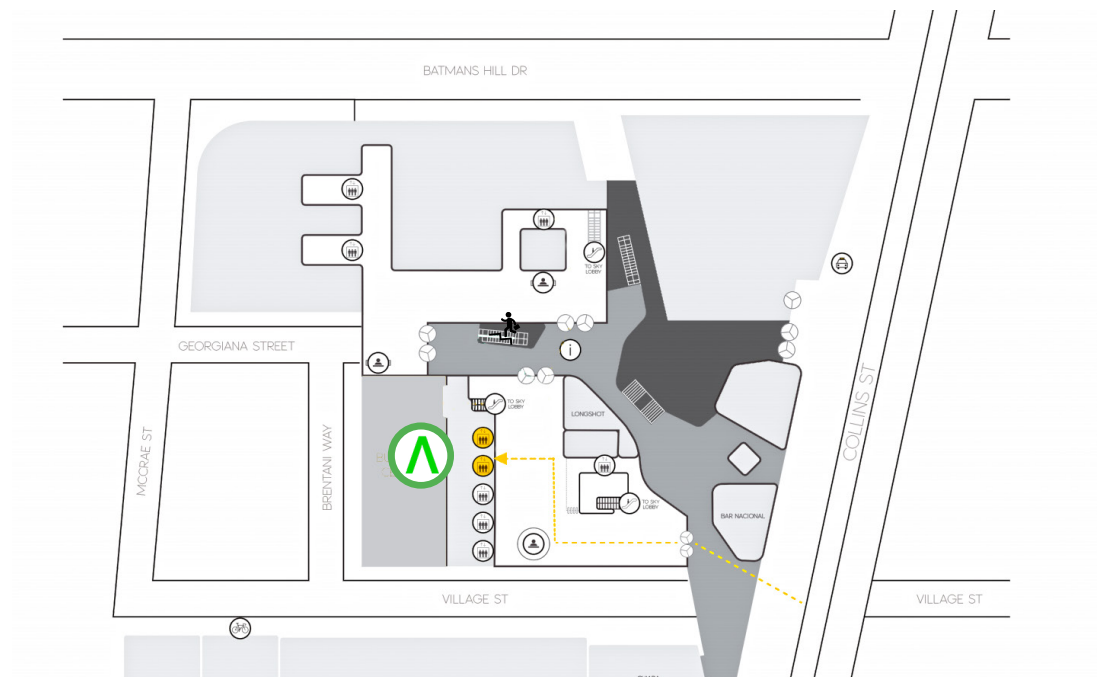 BATMANS HILL DR
TO SKY
LOBBY
GEORGIANA STREET
i
COLLINS ST
TO SKY
LOBBY
LONGSHOT
MCCRAE ST
BRENTANI WAY
TO SKY
LOBBY
BAR NACIONAL
VILLAGE ST
VILLAGE ST